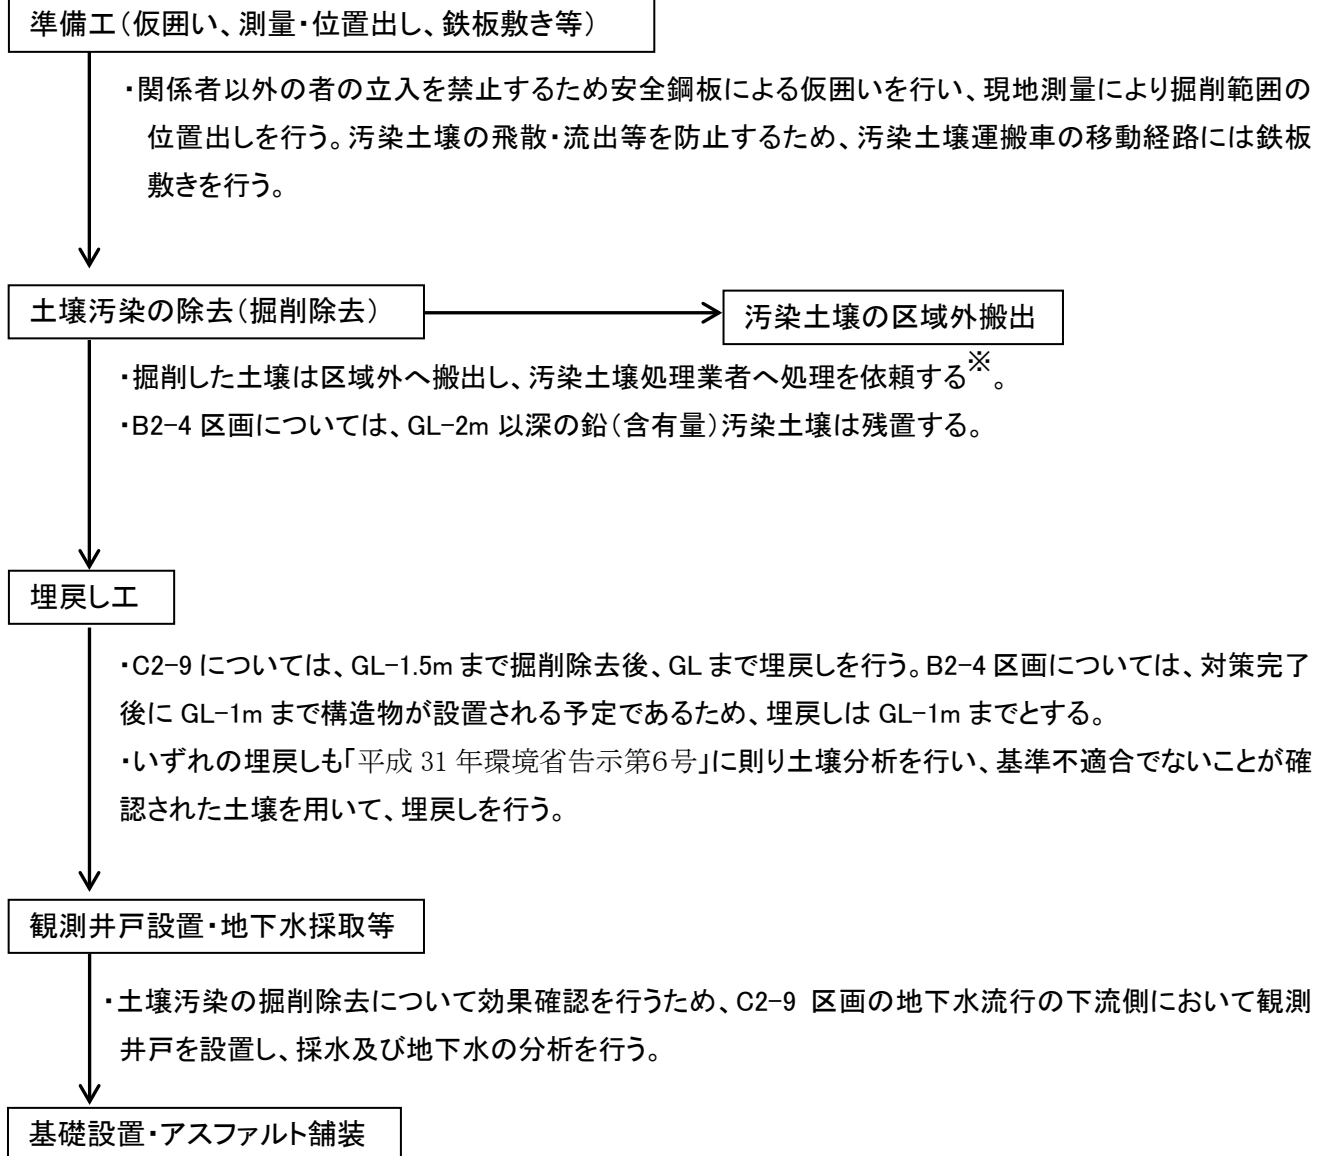 準備工(仮囲い、測量・位置出し、鉄板敷き等)
・関係者以外の者の立入を禁止するため安全鋼板による仮囲いを行い、現地測量により掘削範囲の
位置出しを行う。汚染土壌の飛散・流出等を防止するため、汚染土壌運搬車の移動経路には鉄板
敷きを行う。
土壌汚染の除去(掘削除去)
汚染土壌の区域外搬出
・掘削した土壌は区域外へ搬出し、汚染土壌処理業者へ処理を依頼する※。
・B2-4 区画については、GL-2m 以深の鉛(含有量)汚染土壌は残置する。
埋戻し工
・C2-9 については、GL-1.5m まで掘削除去後、GL まで埋戻しを行う。B2-4 区画については、対策完了
後に GL-1m まで構造物が設置される予定であるため、埋戻しは GL-1m までとする。
・いずれの埋戻しも「平成 31 年環境省告示第6号」に則り土壌分析を行い、基準不適合でないことが確
認された土壌を用いて、埋戻しを行う。
観測井戸設置・地下水採取等
・土壌汚染の掘削除去について効果確認を行うため、C2-9 区画の地下水流行の下流側において観測
井戸を設置し、採水及び地下水の分析を行う。
基礎設置・アスファルト舗装